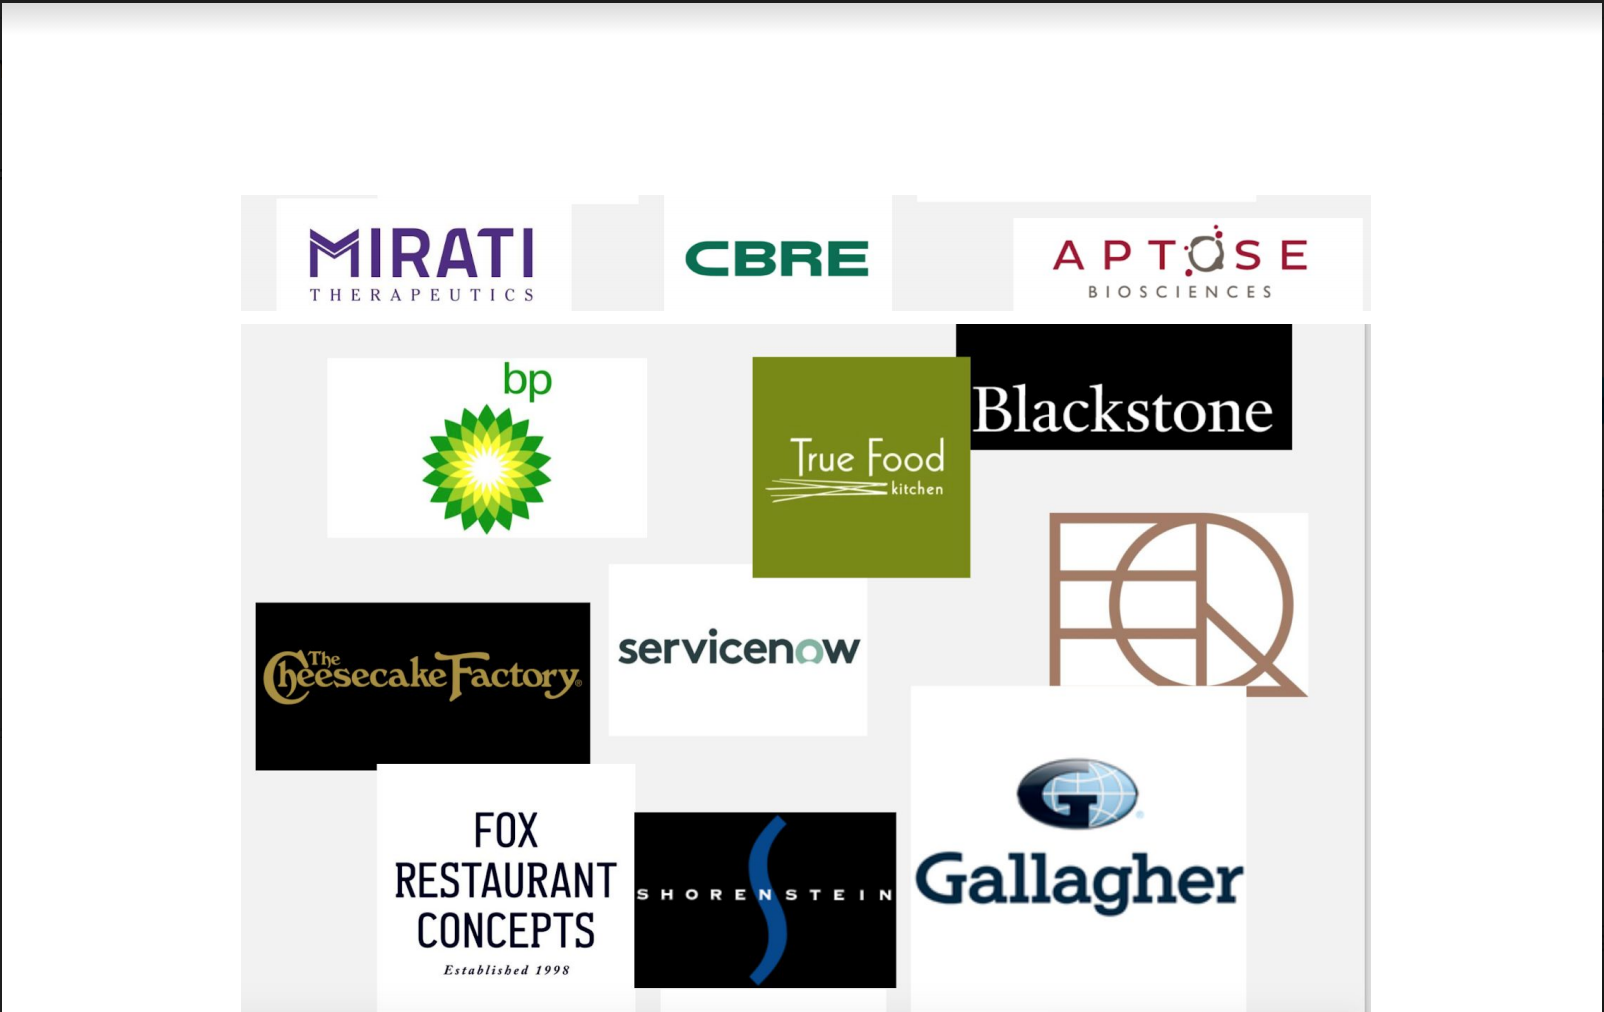 MIRATI
THERAPEUTICS
CBRE
APTOSE
BIOSCIENCES
bp
True Food
kitchen
Blackstone
The
Cheesecake Factory®
servicenow
FOX
RESTAURANT
CONCEPTS
Established 1998
SHORENSTEIN
G
Gallagher